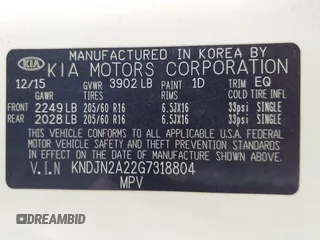 MANUFACTURED IN KOREA BY
KIA KIA MOTORS CORPORATION
12/15 GVWR 3902 LB PAINT 1D TRIM EQ
GAWR TIRES RIMS COLD TIRE INFL
FRONT 2249 LB 205/60 R16 6.5JX16 33psi SINGLE
REAR 2028 LB 205/60 R16 6.5JX16 33psi SINGLE
THIS VEHICLE CONFORMS TO ALL APPLICABLE U.S.A. FEDERAL
MOTOR VEHICLE SAFETY AND THEFT PREVENTION STANDARDS
IN EFFECT ON THE DATE OF MANUFACTURE SHOWN ABOVE.
V.I.N KNDJN2A22G7318804
MPV
DREAMBID